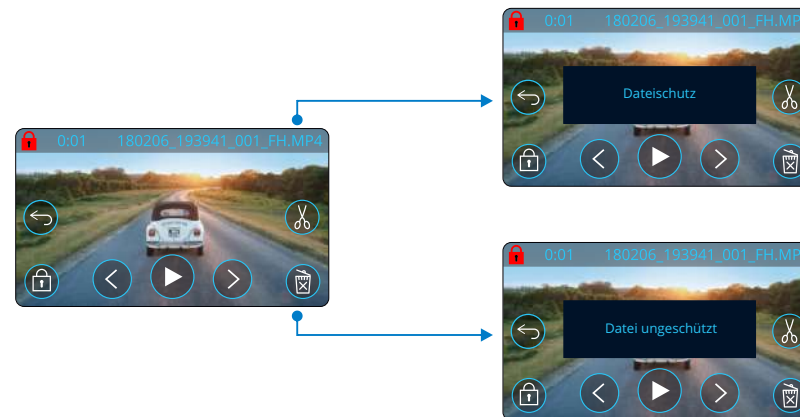 0:01 180206_193941_001_FH.MP4
0:01 180206_193941_001_FH.MP
Dateischutz
0:01 180206_193941_001_FH.MP
Datei ungeschützt